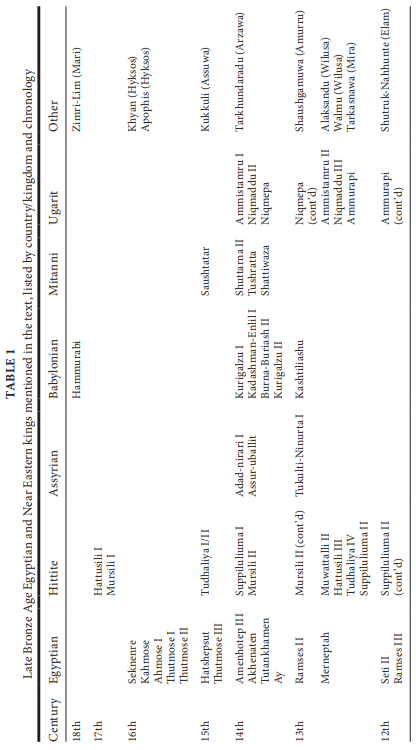 TABLE 1
Late Bronze Age Egyptian and Near Eastern kings mentioned in the text, listed by country/kingdom and chronology
Century Egyptian Hittite Assyrian Babylonian Mitanni Ugarit Other
18th Hammurabi Zimri-Lim (Mari)
17th Hattusili I
Mursili I
16th Seknenre Khyan (Hyksos)
Kahmose Apophis (Hyksos)
Ahmose I
Thutmose I
Thutmose II
15th Hatshepsut Tudhaliya I/II Saushtatar Kukkuli (Assuwa)
Thutmose III
14th Amenhotep III Suppiluliuma I Adad-nirari I Kurigalzu I Shuttarna II Ammistamru I Tarkhundaradu (Arzawa)
Akhenaten Mursili II Assur-uballit Kadashman-Enlil I Tushratta Niqmaddu II
Tutankhamen Burna-Buriash II Shattiwaza Niqmepa
Ay Kurigalzu II
13th Ramses II Mursili II (cont'd) Tukulti-Ninurta I Kashtiliashu Niqmepa Shaushgamuwa (Amurru)
(cont'd)
Merneptah Muwattalli II Ammistamru II Alaksandu (Wilusa)
Hattusili III Niqmaddu III Walmu (Wilusa)
Tudhaliya IV Ammurapi Tarkasnawa (Mira)
Suppiluliuma II
12th Seti II Suppiluliuma II Ammurapi Shutruk-Nahhunte (Elam)
Ramses III (cont'd) (cont'd)